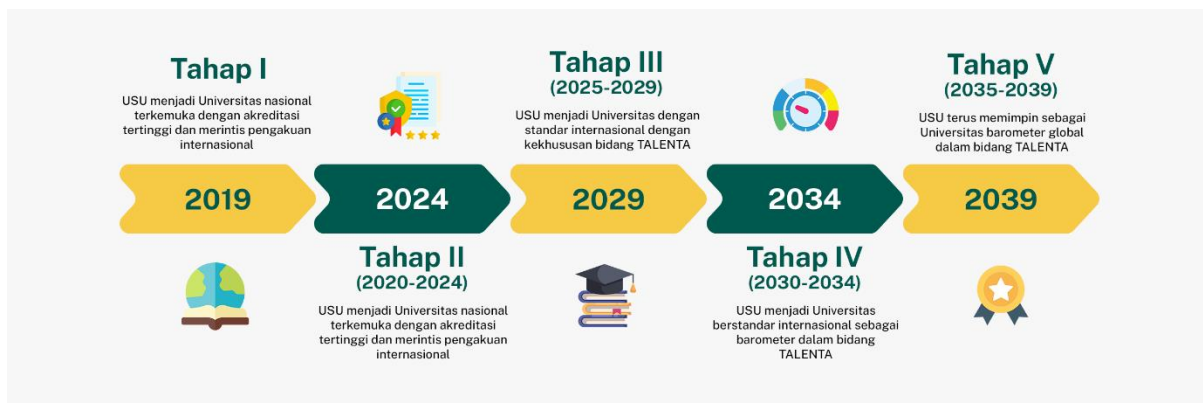 Tahap I
USU menjadi Universitas nasional
terkemuka dengan akreditasi
tertinggi dan merintis pengakuan
internasional
2019
2024
Tahap II
(2020-2024)
USU menjadi Universitas nasional
terkemuka dengan akreditasi
tertinggi dan merintis pengakuan
internasional
Tahap III
(2025-2029)
USU menjadi Universitas dengan
standar internasional dengan
kekhususan bidang TALENTA
2029
2034
Tahap IV
(2030-2034)
USU menjadi Universitas
berstandar internasional sebagai
barometer dalam bidang
TALENTA
Tahap V
(2035-2039)
USU terus memimpin sebagai
Universitas barometer global
dalam bidang TALENTA
2039